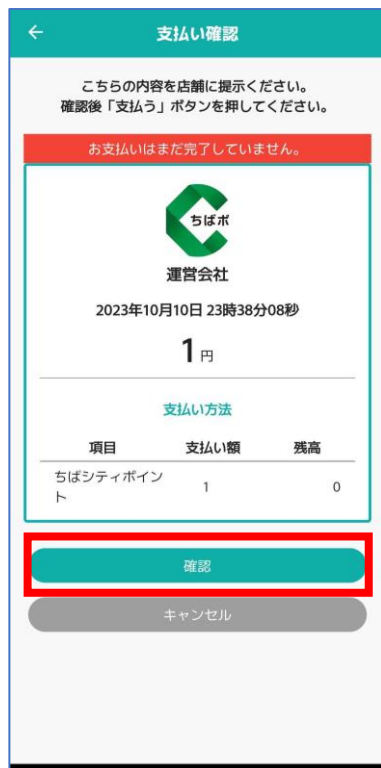 支払い確認
こちらの内容を店舗に提示ください。
確認後「支払う」ボタンを押してください。
お支払いはまだ完了していません。
ちばポ
運営会社
2023年10月10日 23時38分08秒
1 円
支払い方法
項目 支払い額 残高
ちばシティポイン
ト 1 0
確認
キャンセル